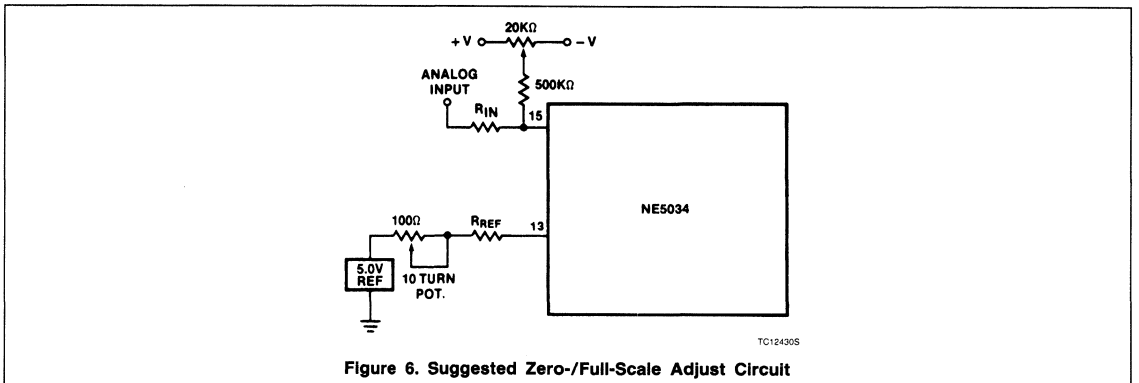 20KΩ
+V
–V
ANALOG
INPUT
500KΩ
RIN
15
NE5034
100Ω
RREF
13
5.0V
REF
10 TURN
POT.
TC12430S
Figure 6. Suggested Zero-/Full-Scale Adjust Circuit